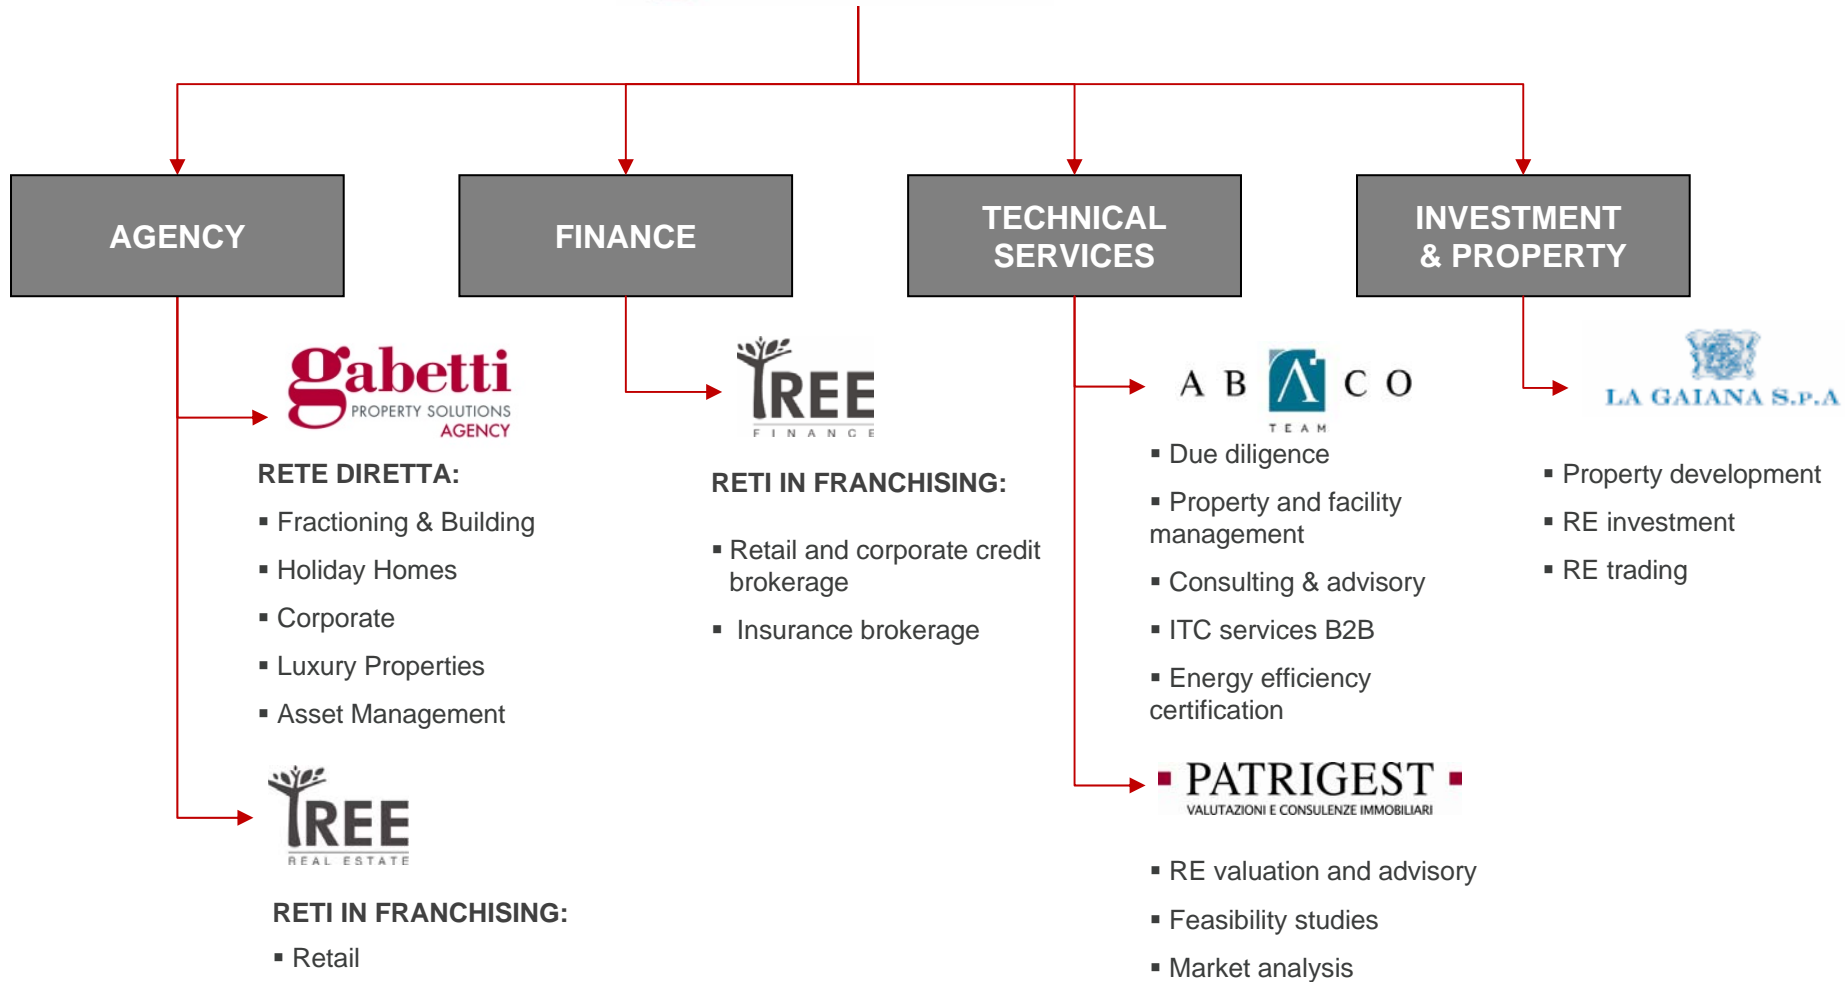 AGENCY
FINANCE
TECHNICAL
SERVICES
INVESTMENT
& PROPERTY
gabetti
PROPERTY SOLUTIONS
AGENCY
RETE DIRETTA:
▪ Fractioning & Building
▪ Holiday Homes
▪ Corporate
▪ Luxury Properties
▪ Asset Management
TREE
REAL ESTATE
RETI IN FRANCHISING:
▪ Retail
TREE
FINANCE
RETI IN FRANCHISING:
▪ Retail and corporate credit
brokerage
▪ Insurance brokerage
ABACO
TEAM
▪ Due diligence
▪ Property and facility
management
▪ Consulting & advisory
▪ ITC services B2B
▪ Energy efficiency
certification
▪ PATRIGEST ▪
VALUTAZIONI E CONSULENZE IMMOBILIARI
▪ RE valuation and advisory
▪ Feasibility studies
▪ Market analysis
LA GAIANA S.P.A
▪ Property development
▪ RE investment
▪ RE trading